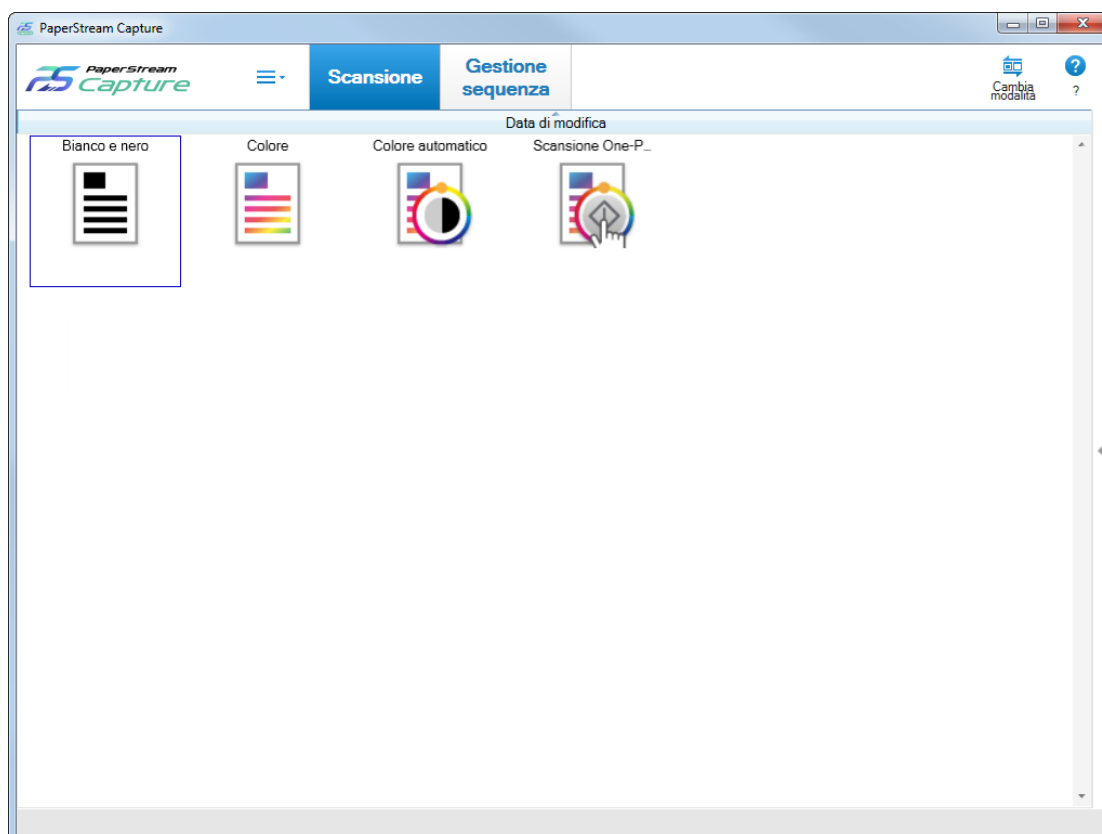 PaperStream Capture
PaperStream
Capture
Scansione
Gestione
sequenza
Cambia
modalità
?
?
Data di modifica
Bianco e nero
Colore
Colore automatico
Scansione One-P...